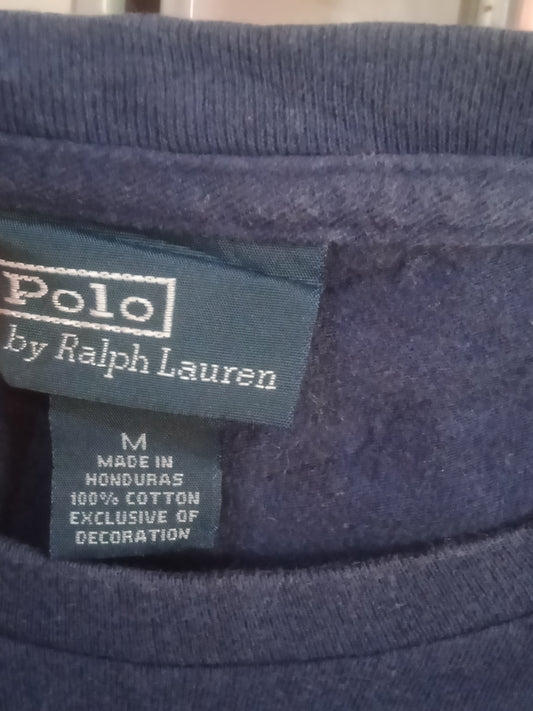 Polo
by Ralph Lauren
M
MADE IN
HONDURAS
100% COTTON
EXCLUSIVE OF
DECORATION